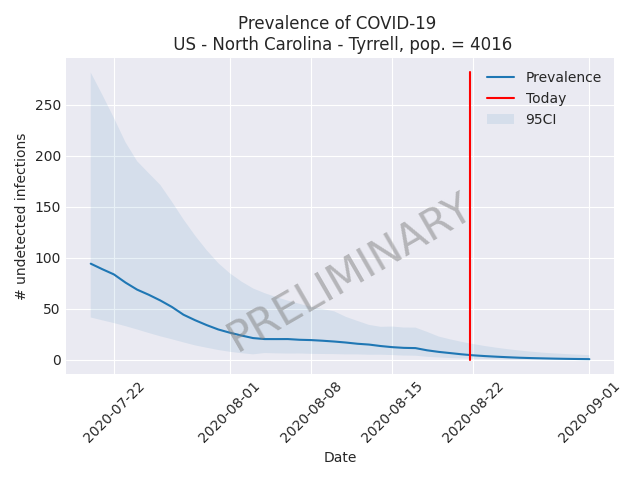 Prevalence of COVID-19
US - North Carolina - Tyrrell, pop. = 4016
Prevalence
Today
95CI
PRELIMINARY
# undetected infections
250
200
150
100
50
0
2020-07-22
2020-08-01
2020-08-08
2020-08-15
2020-08-22
2020-09-01
Date